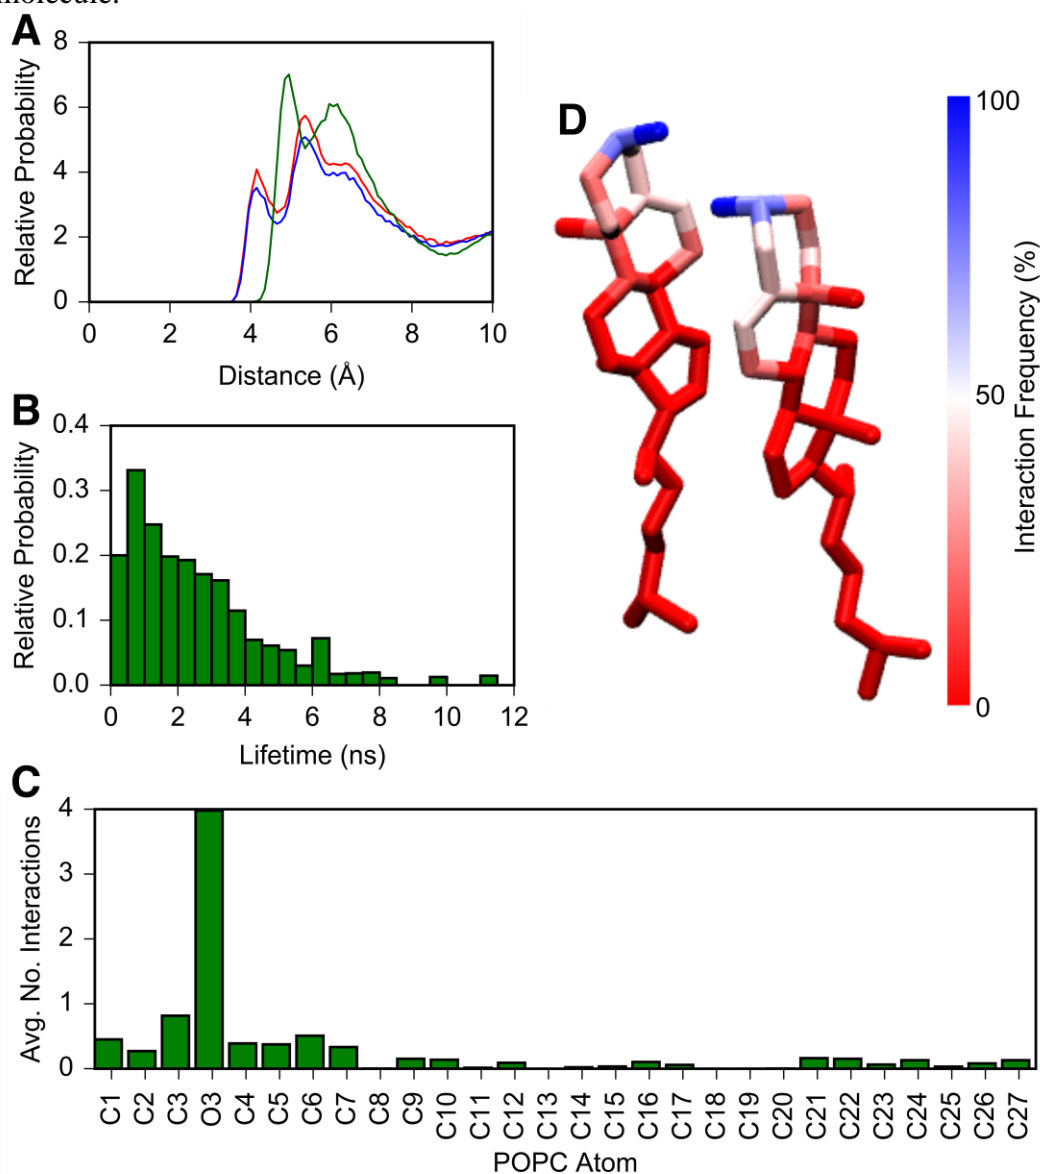 molecule.
A
8
6
4
2
0
Relative Probability
0 2 4 6 8 10
Distance (Å)
B
0.4
0.3
0.2
0.1
0.0
Relative Probability
0 2 4 6 8 10 12
Lifetime (ns)
C
4
3
2
1
0
Avg. No. Interactions
C1 C2 C3 O3 C4 C5 C6 C7 C8 C9 C10 C11 C12 C13 C14 C15 C16 C17 C18 C19 C20 C21 C22 C23 C24 C25 C26 C27
POPC Atom
D
100
50
0
Interaction Frequency (%)